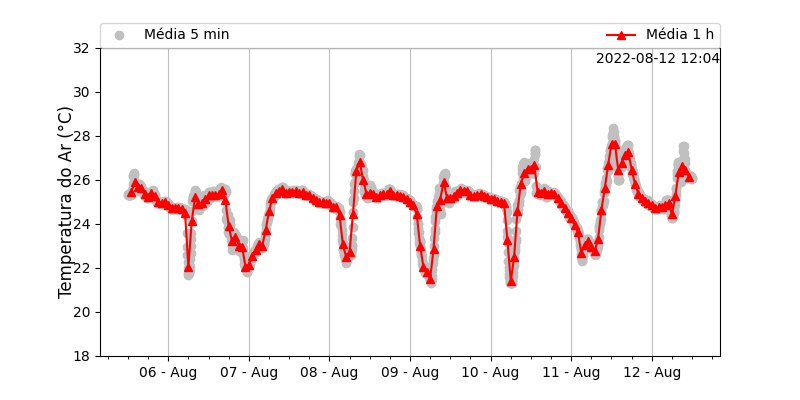 Média 5 min
Média 1 h
2022-08-12 12:04
Temperatura do Ar (°C)
32
30
28
26
24
22
20
18
06 - Aug
07 - Aug
08 - Aug
09 - Aug
10 - Aug
11 - Aug
12 - Aug